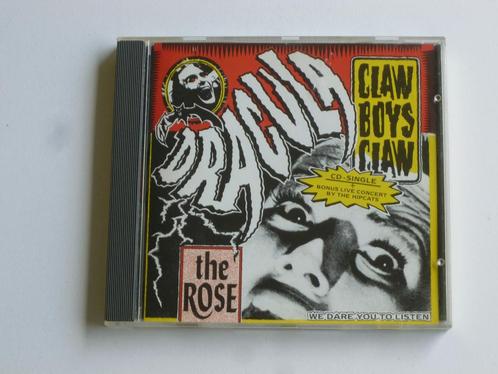 DRACULA
CLAW
BOYS
CLAW
CD-SINGLE
+
BONUS LIVE CONCERT
BY THE HIPCATS
the
ROSE
WE DARE YOU TO LISTEN